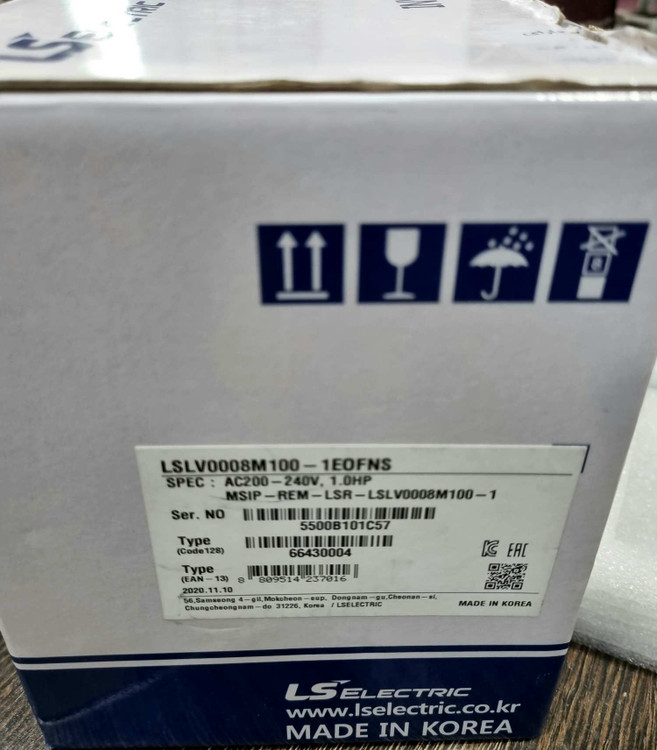 LS ELECTRIC
LSLV0008M100-1EOFNS
SPEC : AC200-240V, 1.0HP
MSIP-REM-LSR-LSLV0008M100-1
Ser. NO
5500B101C57
Type
(Code128)
66430004
Type
(EAN-13) 8 809514 237016
2020.11.10
56,Samseong 4-gil,Mokcheon-eup, Dongnam-gu,Cheonan-si,
Chungcheongnam-do 31226, Korea / LSELECTRIC
EAC
MADE IN KOREA
8
LS ELECTRIC
www.lselectric.co.kr
MADE IN KOREA